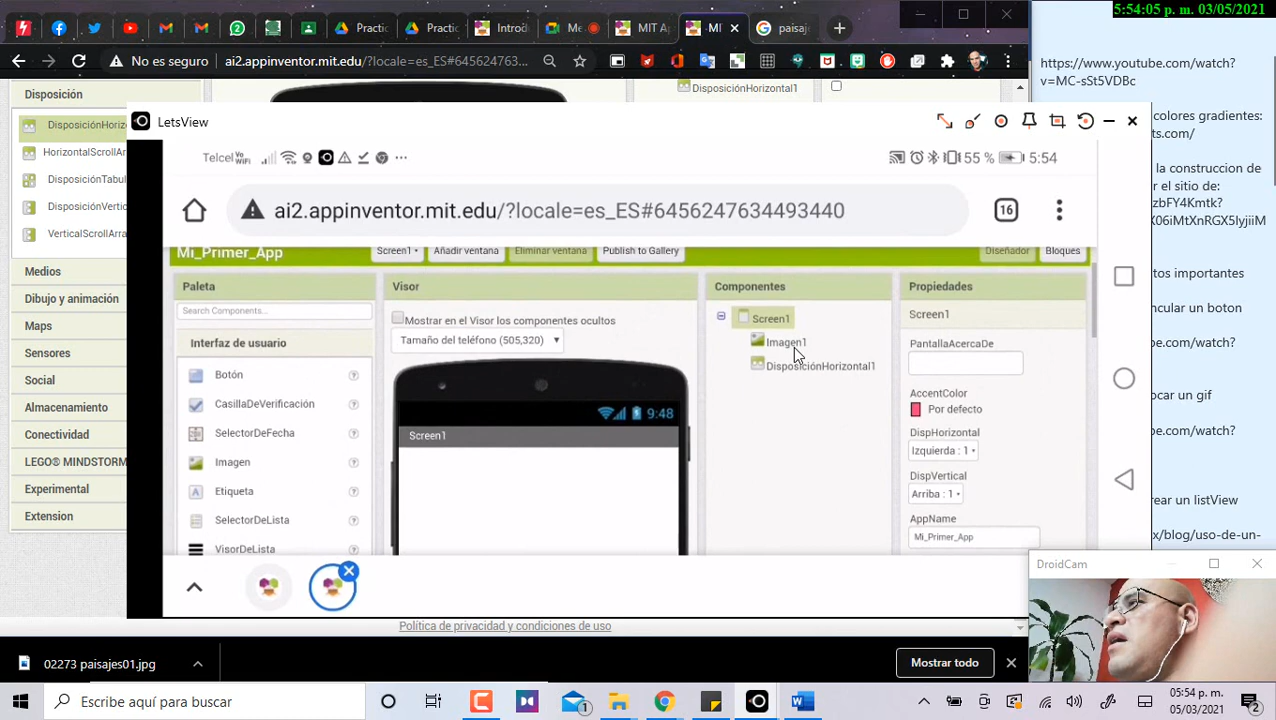 5:54:05 p. m. 03/05/2021
Practic
Practic
Introd
M
MIT A
MI
paisaj
No es seguro
ai2.appinventor.mit.edu/?locale=es_ES#645624763...
https://www.youtube.com/watch?
v=MC-sSt5VDBc
Disposición
DisposiciónHoriz
HorizontalScrollAr
DisposiciónTabul
DisposiciónVertic
VerticalScrollArra
Medios
Dibujo y animación
Maps
Sensores
Social
Almacenamiento
Conectividad
LEGO® MINDSTORM
Experimental
Extension
DisposiciónHorizontal1
LetsView
Telcel Vo WiFi
55 % 5:54
ai2.appinventor.mit.edu/?locale=es_ES#6456247634493440
16
Mi_Primer_App
Screen1
Añadir ventana
Eliminar ventana
Publish to Gallery
Diseñador
Bloques
Paleta
Visor
Componentes
Propiedades
Search Components...
Interfaz de usuario
Botón
CasillaDeVerificación
SelectorDeFecha
Imagen
Etiqueta
SelectorDeLista
VisorDeLista
Mostrar en el Visor los componentes ocultos
Tamaño del teléfono (505,320)
9:48
Screen1
Screen1
Imagen1
DisposiciónHorizontal1
Screen1
PantallaAcercaDe
AccentColor
Por defecto
DispHorizontal
Izquierda : 1
DispVertical
Arriba : 1
AppName
Mi_Primer_App
colores gradientes:
ts.com/
la construccion de
r el sitio de:
zbFY4Kmtk?
X06iMtXnRGX5lyjiiM
tos importantes
ncular un boton
be.com/watch?
ocar un gif
be.com/watch?
rear un listView
x/blog/uso-de-un-
DroidCam
Política de privacidad y condiciones de uso
02273 paisajes01.jpg
Mostrar todo
Escribe aquí para buscar
1
05:54 p. m.
05/03/2021
2